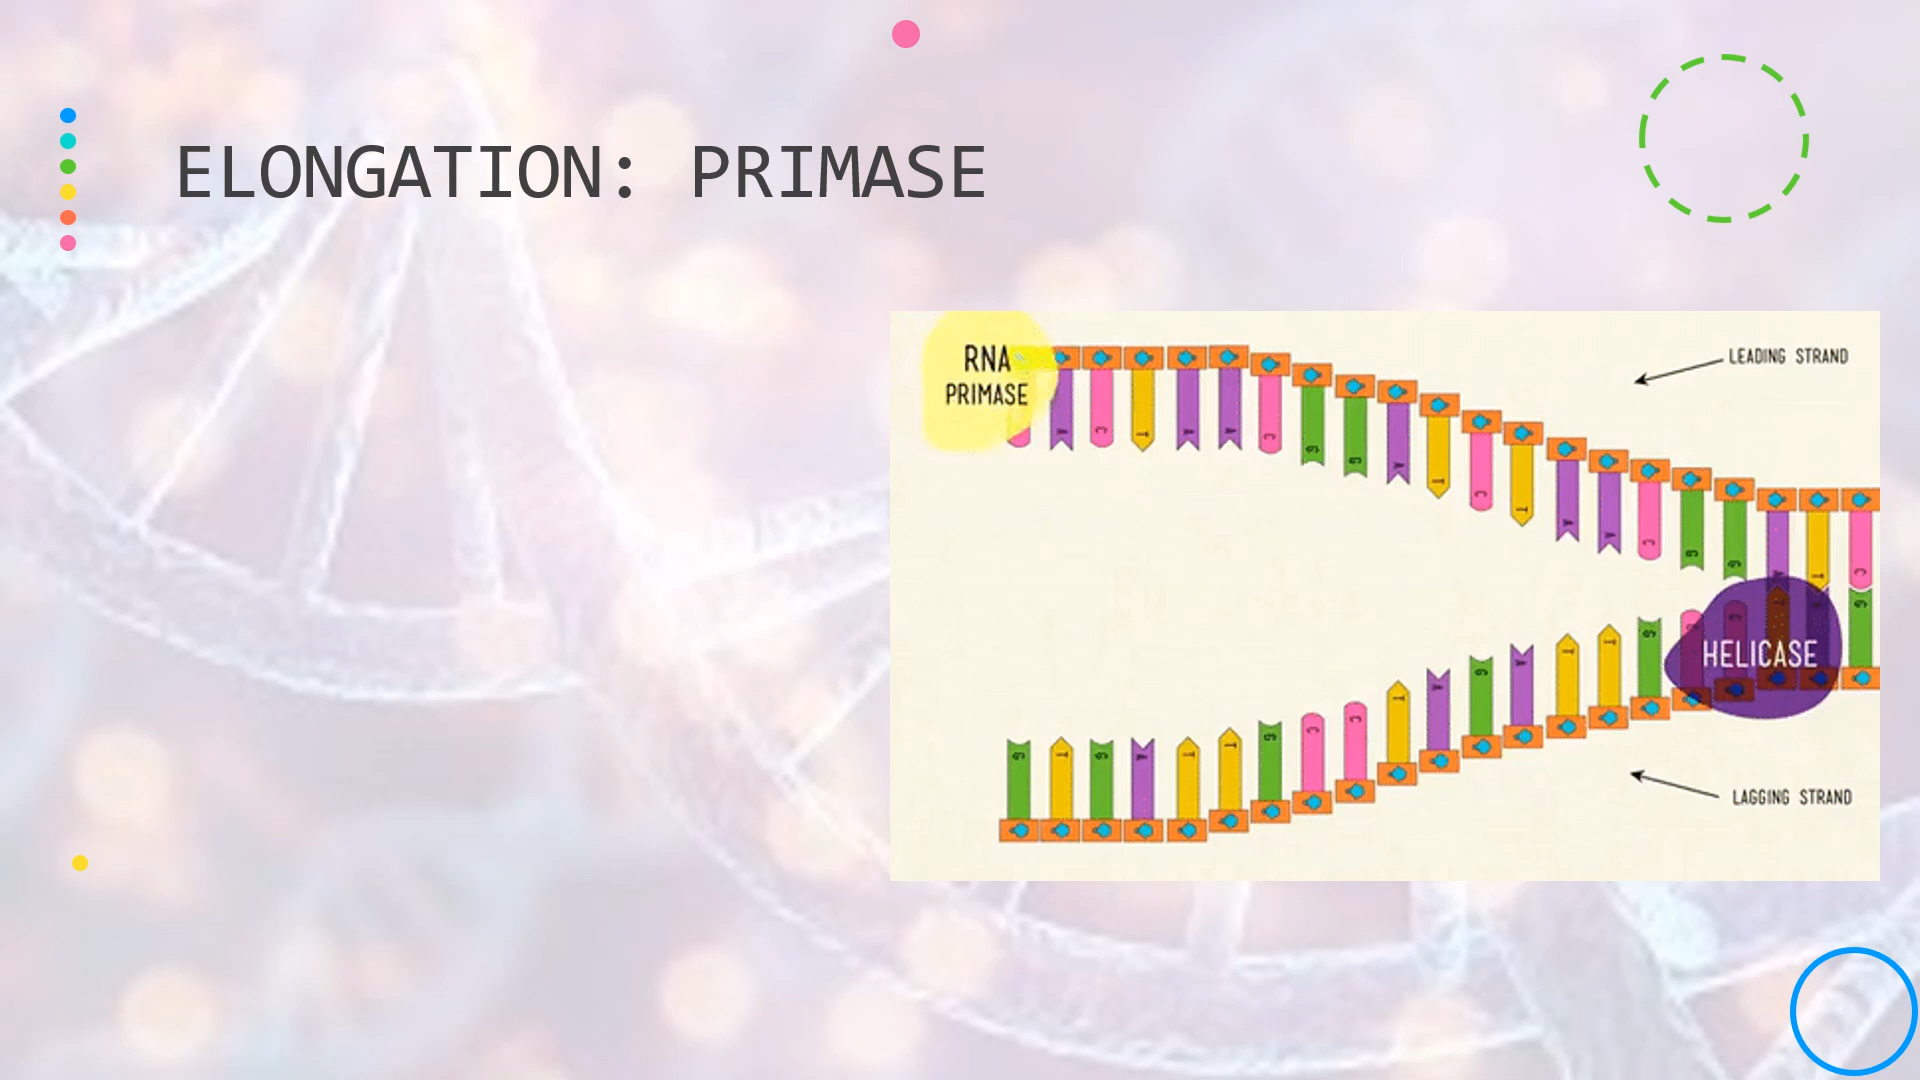 ELONGATION: PRIMASE
RNA
PRIMASE
LEADING STRAND
A C T A A C G G A T C T A A C G G A T C
G
HELICASE
G T G A T T G C C T A G A T T G C
LAGGING STRAND